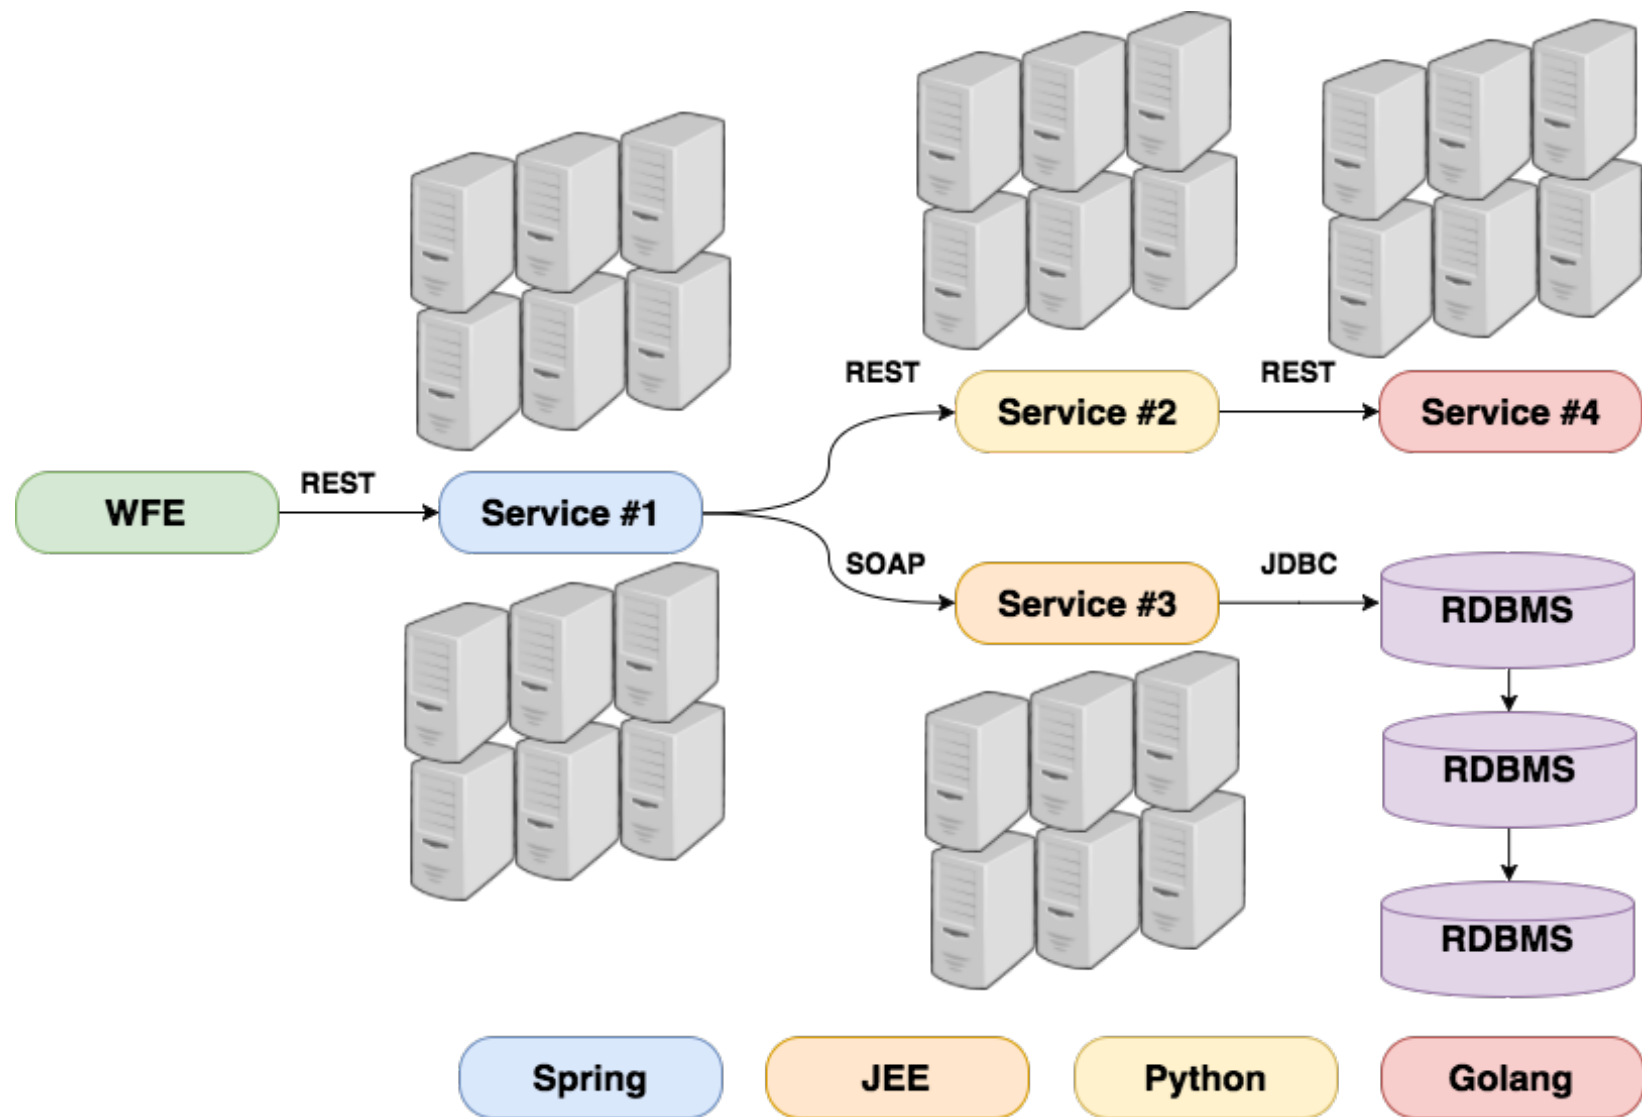 REST
REST
Service #2
Service #4
REST
WFE
Service #1
SOAP
JDBC
Service #3
RDBMS
RDBMS
RDBMS
Spring
JEE
Python
Golang